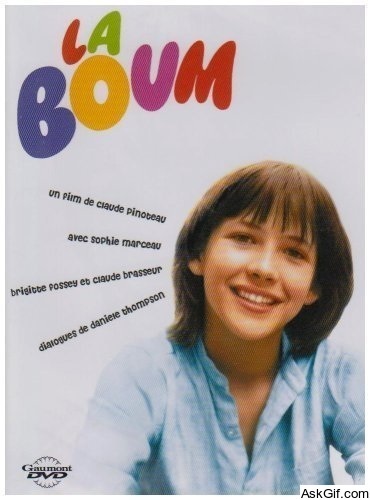 La
Boum
un film de claude pinoteau
avec sophie marceau
brigitte fossey et claude brasseur
dialogues de daniele thompson
Gaumont
DVD
AskGif.com